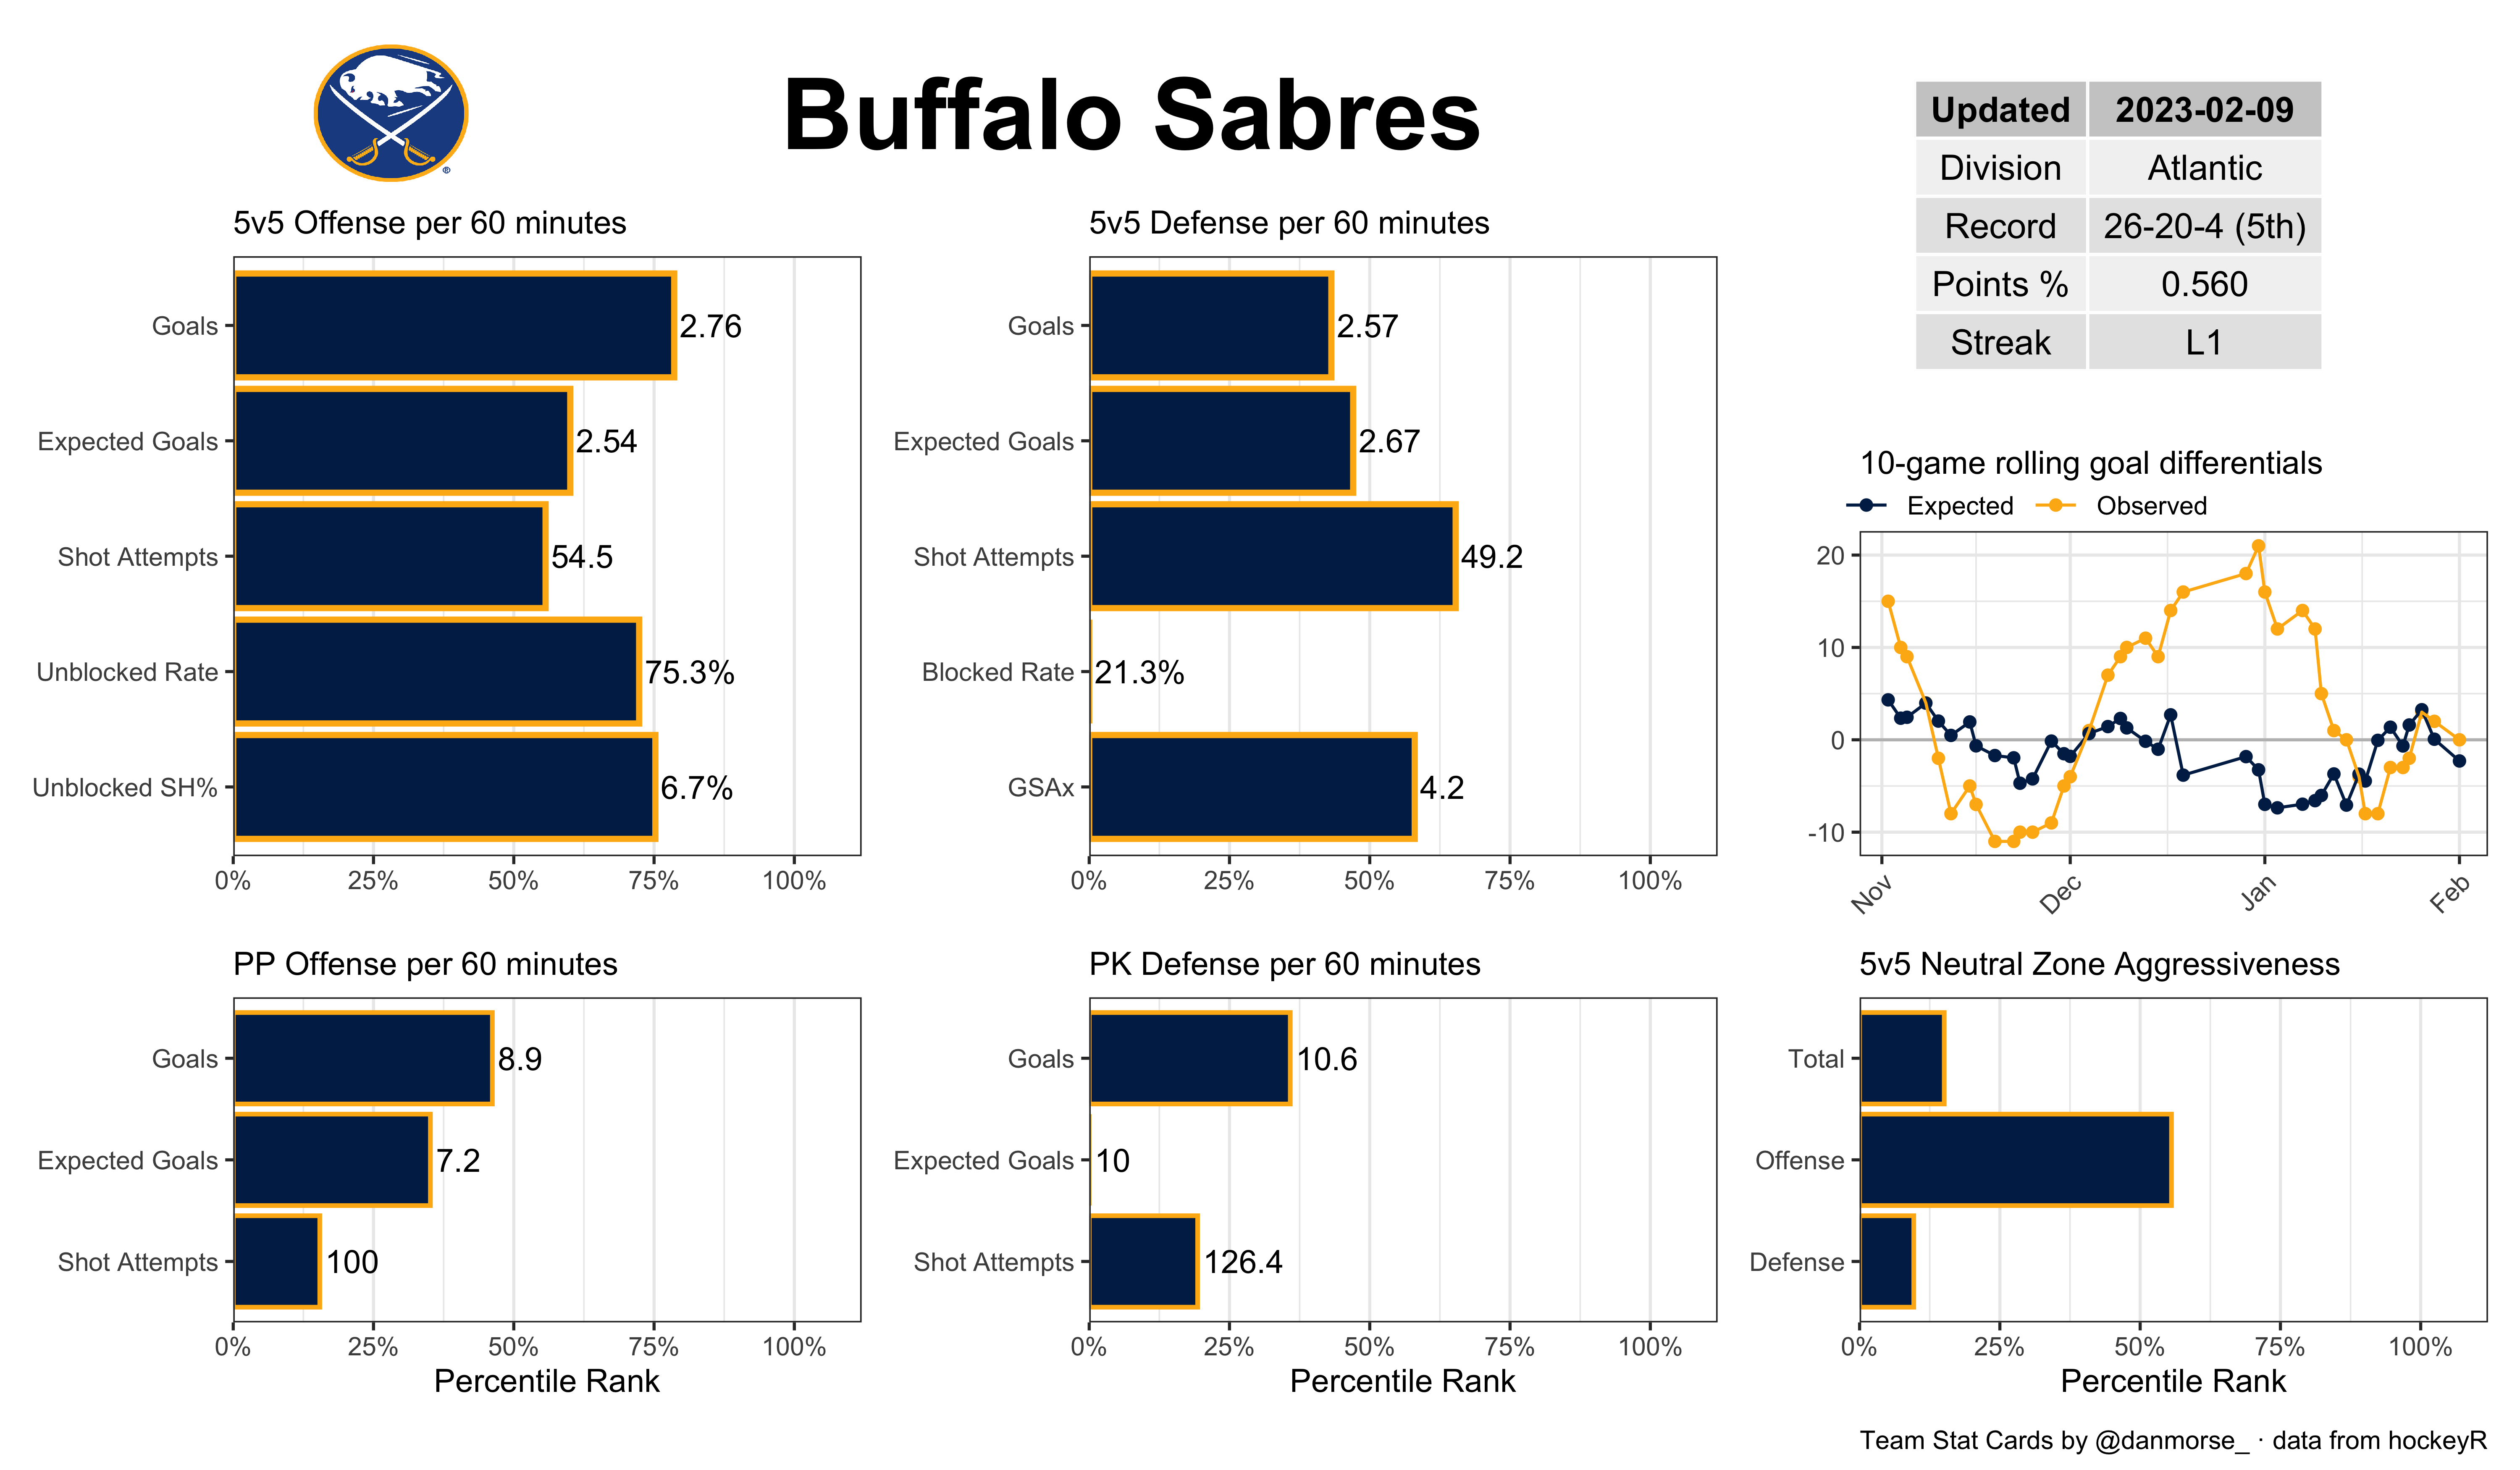 Buffalo Sabres
®
Updated 2023-02-09
Division Atlantic
Record 26-20-4 (5th)
Points % 0.560
Streak L1
5v5 Offense per 60 minutes
Goals 2.76
Expected Goals 2.54
Shot Attempts 54.5
Unblocked Rate 75.3%
Unblocked SH% 6.7%
0% 25% 50% 75% 100%
5v5 Defense per 60 minutes
Goals 2.57
Expected Goals 2.67
Shot Attempts 49.2
Blocked Rate 21.3%
GSAx 4.2
0% 25% 50% 75% 100%
10-game rolling goal differentials
Expected Observed
20
10
0
-10
Nov Dec Jan Feb
PP Offense per 60 minutes
Goals 8.9
Expected Goals 7.2
Shot Attempts 100
0% 25% 50% 75% 100%
Percentile Rank
PK Defense per 60 minutes
Goals 10.6
Expected Goals 10
Shot Attempts 126.4
0% 25% 50% 75% 100%
Percentile Rank
5v5 Neutral Zone Aggressiveness
Total
Offense
Defense
0% 25% 50% 75% 100%
Percentile Rank
Team Stat Cards by @danmorse_ · data from hockeyR